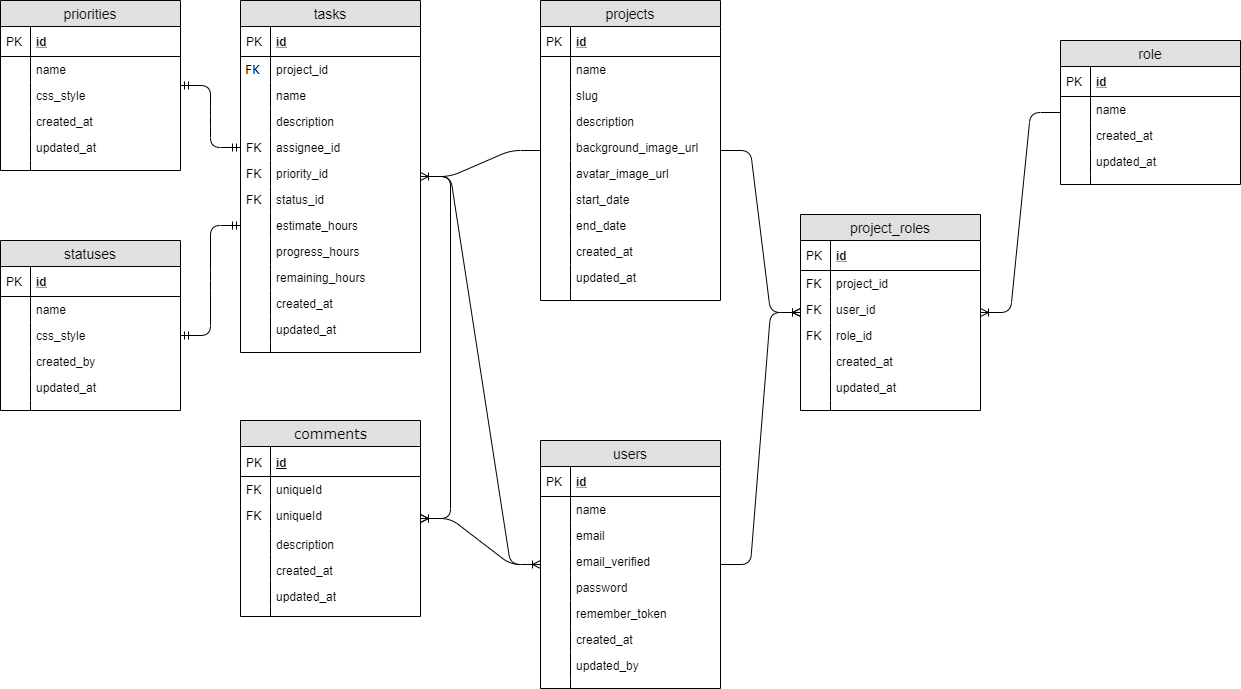 priorities
PK id
name
css_style
created_at
updated_at
tasks
PK id
FK project_id
name
description
FK assignee_id
FK priority_id
FK status_id
estimate_hours
progress_hours
remaining_hours
created_at
updated_at
projects
PK id
name
slug
description
background_image_url
avatar_image_url
start_date
end_date
created_at
updated_at
role
PK id
name
created_at
updated_at
project_roles
PK id
FK project_id
FK user_id
FK role_id
created_at
updated_at
statuses
PK id
name
css_style
created_by
updated_at
comments
PK id
FK uniqueId
FK uniqueId
description
created_at
updated_at
users
PK id
name
email
email_verified
password
remember_token
created_at
updated_by